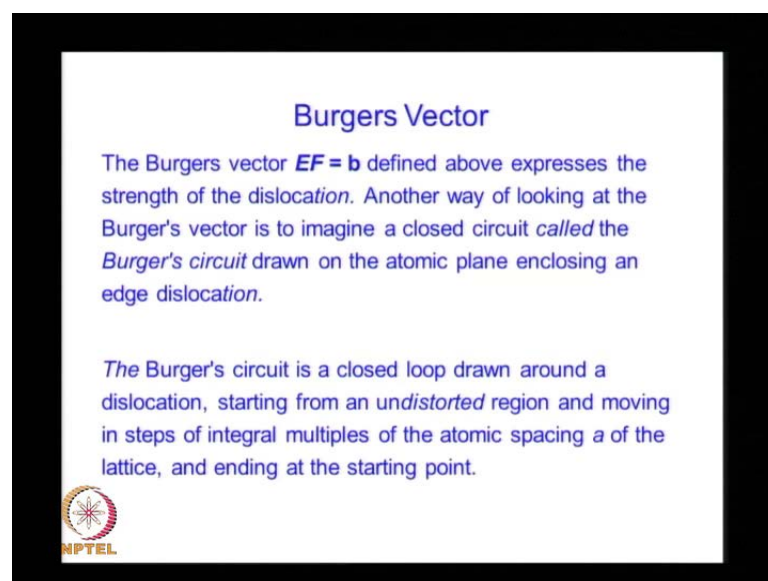 Burgers Vector
The Burgers vector EF = b defined above expresses the
strength of the dislocation. Another way of looking at the
Burger's vector is to imagine a closed circuit called the
Burger's circuit drawn on the atomic plane enclosing an
edge dislocation.
The Burger's circuit is a closed loop drawn around a
dislocation, starting from an undistorted region and moving
in steps of integral multiples of the atomic spacing a of the
lattice, and ending at the starting point.
NPTEL